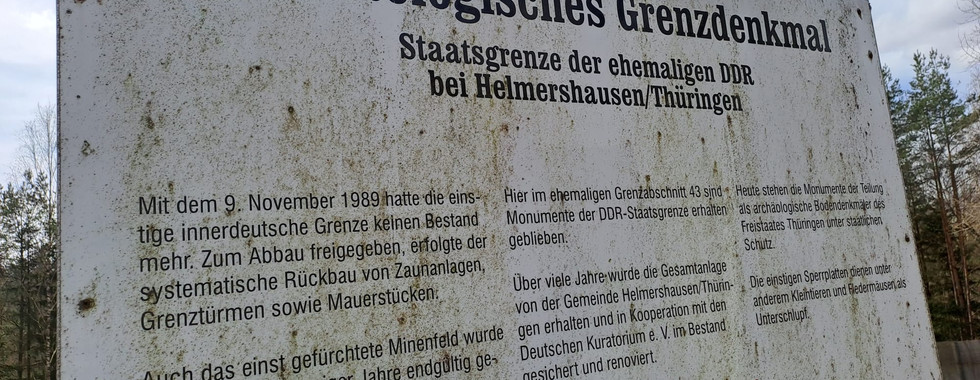 Grenzdenkmal
Staatsgrenze der ehemaligen DDR
bei Helmershausen/Thüringen
Mit dem 9. November 1989 hatte die eins-
tige innerdeutsche Grenze keinen Bestand
mehr. Zum Abbau freigegeben, erfolgte der
systematische Rückbau von Zaunanlagen,
Grenztürmen sowie Mauerstücken.
Auch das einst gefürchtete Minenfeld wurde
Jahre endgültig ge-
Hier im ehemaligen Grenzabschnitt 43 sind
Monumente der DDR-Staatsgrenze erhalten
geblieben.
Über viele Jahre wurde die Gesamtanlage
von der Gemeinde Helmershausen/Thürin-
gen erhalten und in Kooperation mit den
Deutschen Kuratorium e. V. im Bestand
gesichert und renoviert.
Heute stehen die Monumente der Teilung
als archäologische Bodendenkmäler des
Freistaates Thüringen unter staatlichen
Schutz.
Die einstigen Sperrplatten dienen unter
anderem Kleintieren und Fledermäusen als
Unterschlupf.